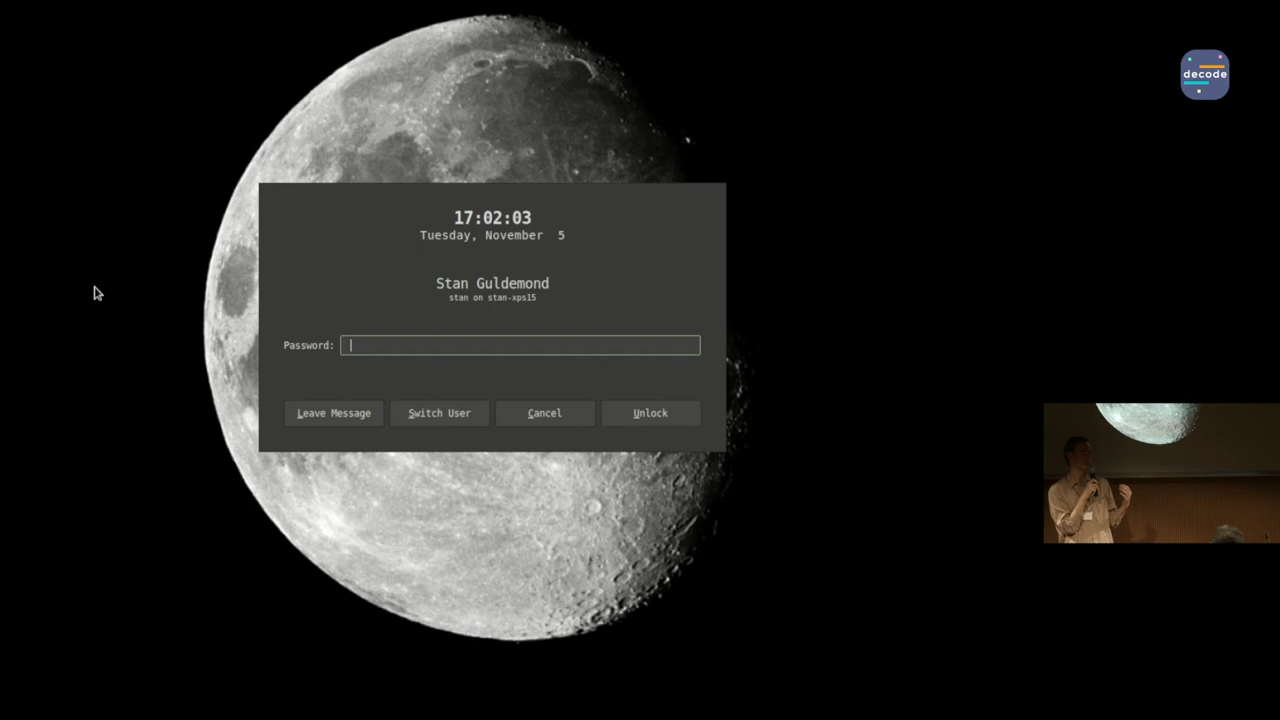 decode
17:02:03
Tuesday, November  5
Stan Guldemond
stan on stan-xps15
Password:
Leave Message
Switch User
Cancel
Unlock